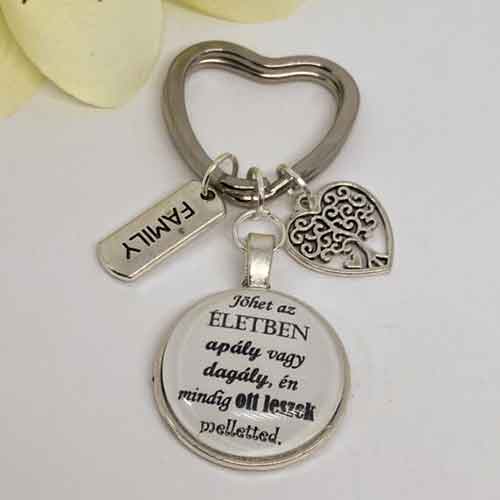 FAMILY
Jöhet az
ÉLETBEN
apály vagy
dagály, én
mindig ott leszek
melletted.